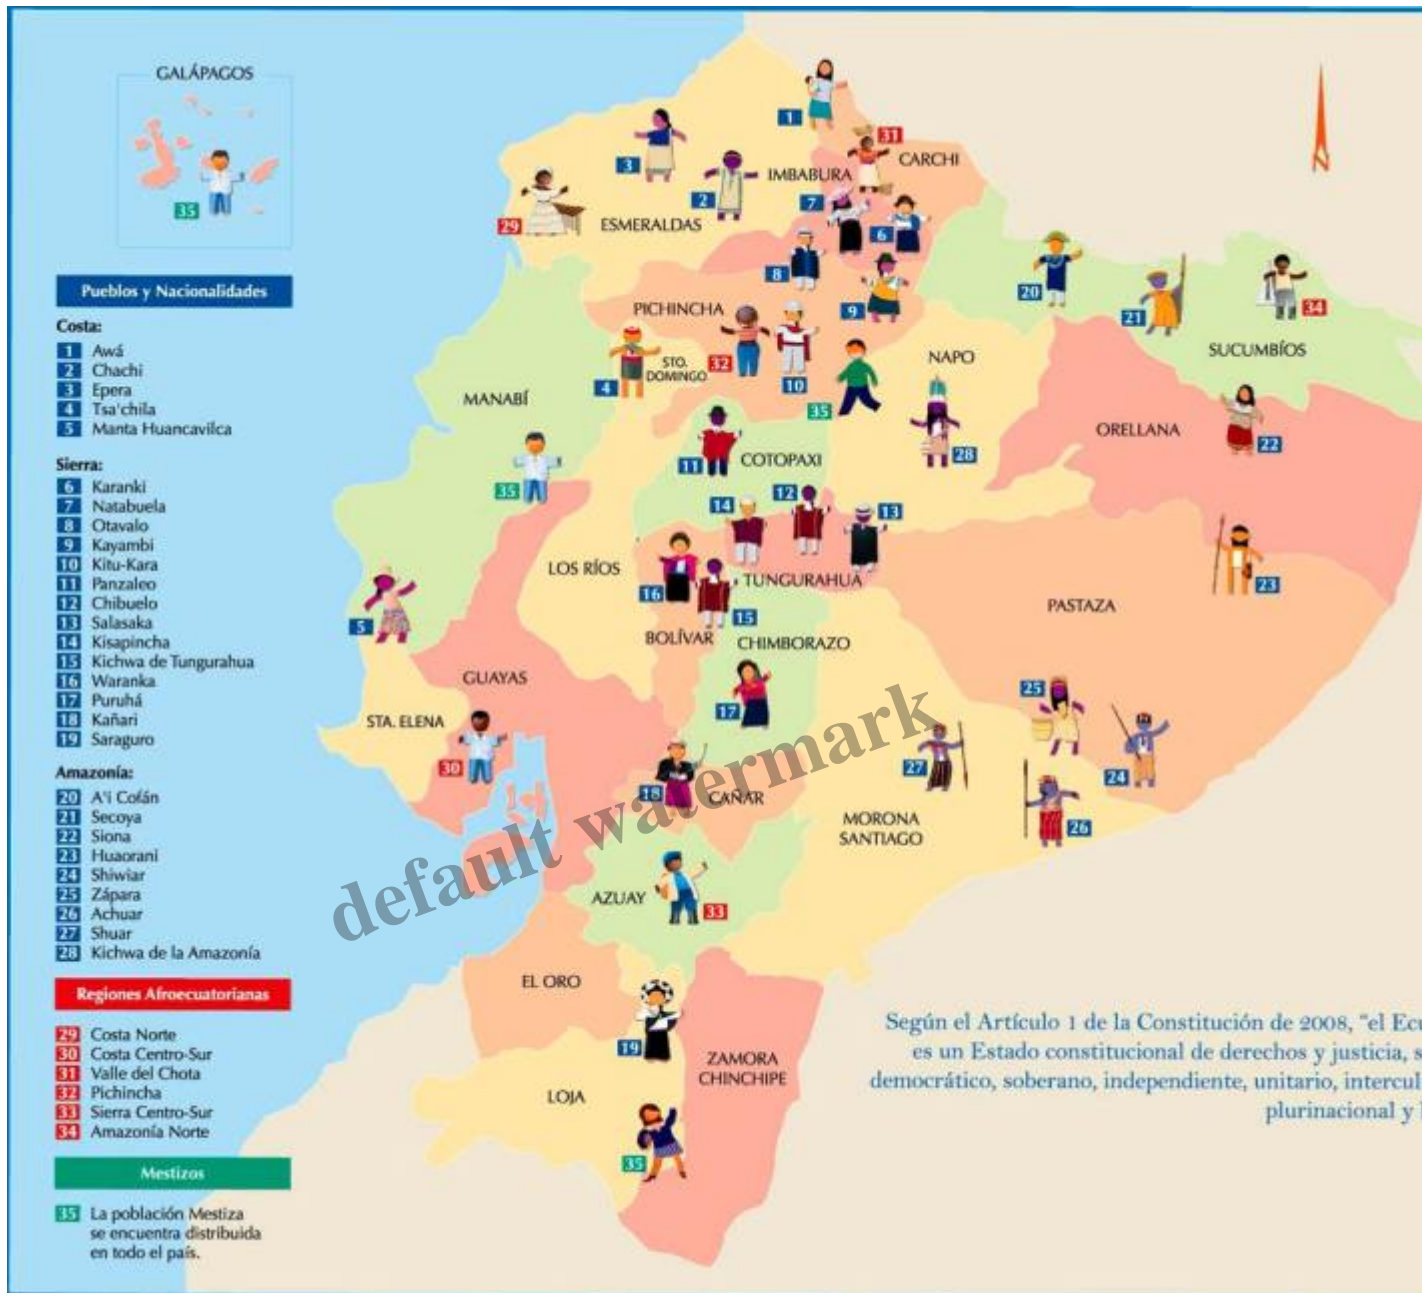 GALÁPAGOS
35
Pueblos y Nacionalidades
Costa:
1 Awá
2 Chachi
3 Epera
4 Tsa'chila
5 Manta Huancavilca
Sierra:
6 Karanki
7 Natabuela
8 Otavalo
9 Kayambi
10 Kitu-Kara
11 Panzaleo
12 Chibuelo
13 Salasaka
14 Kisapincha
15 Kichwa de Tungurahua
16 Waranka
17 Puruhá
18 Kañari
19 Saraguro
Amazonía:
20 A'i Cofán
21 Secoya
22 Siona
23 Huaorani
24 Shiwiar
25 Zápara
26 Achuar
27 Shuar
28 Kichwa de la Amazonía
Regiones Afroecuatorianas
29 Costa Norte
30 Costa Centro-Sur
31 Valle del Chota
32 Pichincha
33 Sierra Centro-Sur
34 Amazonía Norte
Mestizos
35 La población Mestiza
se encuentra distribuida
en todo el país.
1
31
CARCHI
3
IMBABURA
2
7
29
ESMERALDAS
6
8
20
21
34
PICHINCHA
9
SUCUMBÍOS
NAPO
STO.
DOMINGO
32
4
10
MANABÍ
35
ORELLANA
22
28
COTOPAXI
11
35
12
14
13
LOS RÍOS
TUNGURAHUA
23
16
PASTAZA
15
5
BOLÍVAR
CHIMBORAZO
GUAYAS
25
17
STA. ELENA
30
27
24
18
CAÑAR
MORONA
SANTIAGO
26
default watermark
AZUAY
33
EL ORO
19
ZAMORA
CHINCHIPE
LOJA
35
Según el Artículo 1 de la Constitución de 2008, “el Ecu
es un Estado constitucional de derechos y justicia, s
democrático, soberano, independiente, unitario, intercul
plurinacional y l